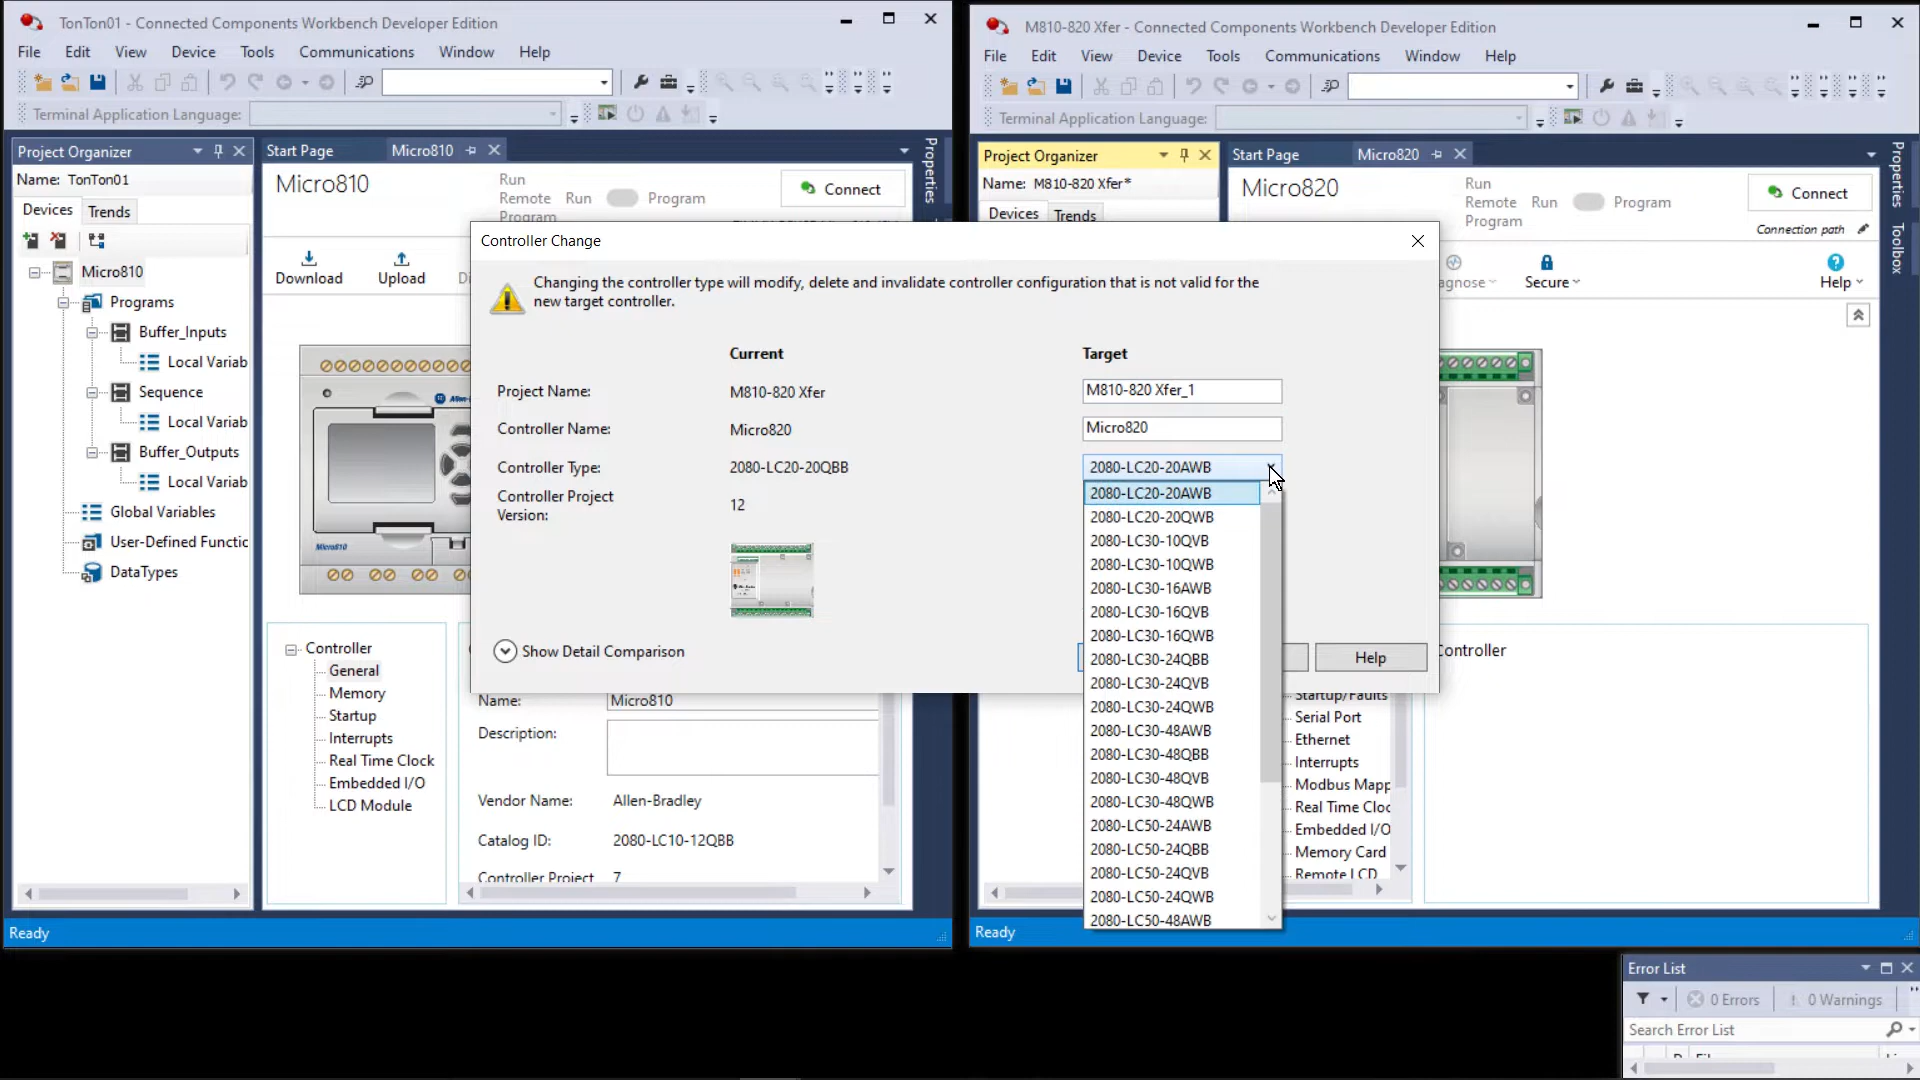 TonTon01 - Connected Components Workbench Developer Edition
File Edit View Device Tools Communications Window Help
Terminal Application Language:
Project Organizer
Name: TonTon01
Devices Trends
Micro810
Programs
Buffer_Inputs
Local Variab
Sequence
Local Variab
Buffer_Outputs
Local Variab
Global Variables
User-Defined Functic
DataTypes
Start Page Micro810
Micro810
Run
Remote
Program
Run Program
Connect
Properties
Download Upload Di
Micro810
Controller
General
Memory
Startup
Interrupts
Real Time Clock
Embedded I/O
LCD Module
Name: Micro810
Description:
Vendor Name: Allen-Bradley
Catalog ID: 2080-LC10-12QBB
Controller Project 7
Ready
M810-820 Xfer - Connected Components Workbench Developer Edition
File Edit View Device Tools Communications Window Help
Terminal Application Language:
Project Organizer
Name: M810-820 Xfer*
Devices Trends
Start Page Micro820
Micro820
Run
Remote
Program
Run Program
Connect
Connection path
Properties
Toolbox
agnose Secure Help
Controller Change
Changing the controller type will modify, delete and invalidate controller configuration that is not valid for the
new target controller.
Current Target
Project Name: M810-820 Xfer M810-820 Xfer_1
Controller Name: Micro820 Micro820
Controller Type: 2080-LC20-20QBB 2080-LC20-20AWB
Controller Project
Version:
12
2080-LC20-20AWB
2080-LC20-20QWB
2080-LC30-10QVB
2080-LC30-10QWB
2080-LC30-16AWB
2080-LC30-16QVB
2080-LC30-16QWB
2080-LC30-24QBB
2080-LC30-24QVB
2080-LC30-24QWB
2080-LC30-48AWB
2080-LC30-48QBB
2080-LC30-48QVB
2080-LC30-48QWB
2080-LC50-24AWB
2080-LC50-24QBB
2080-LC50-24QVB
2080-LC50-24QWB
2080-LC50-48AWB
Show Detail Comparison
Help
Controller
Startup/Faults
Serial Port
Ethernet
Interrupts
Modbus Mapp
Real Time Cloc
Embedded I/O
Memory Card
Remote LCD
Ready
Error List
0 Errors 0 Warnings
Search Error List